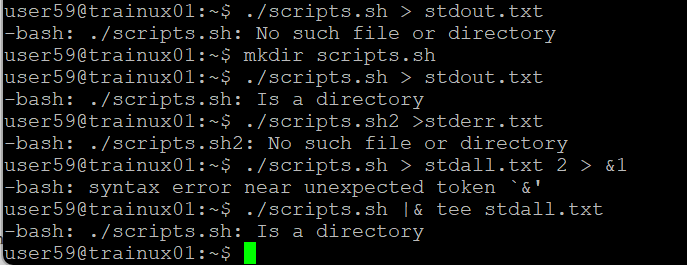 user59@trainux01:~$ ./scripts.sh > stdout.txt
-bash: ./scripts.sh: No such file or directory
user59@trainux01:~$ mkdir scripts.sh
user59@trainux01:~$ ./scripts.sh > stdout.txt
-bash: ./scripts.sh: Is a directory
user59@trainux01:~$ ./scripts.sh2 >stderr.txt
-bash: ./scripts.sh2: No such file or directory
user59@trainux01:~$ ./scripts.sh > stdall.txt 2 > &1
-bash: syntax error near unexpected token `&'
user59@trainux01:~$ ./scripts.sh |& tee stdall.txt
-bash: ./scripts.sh: Is a directory
user59@trainux01:~$